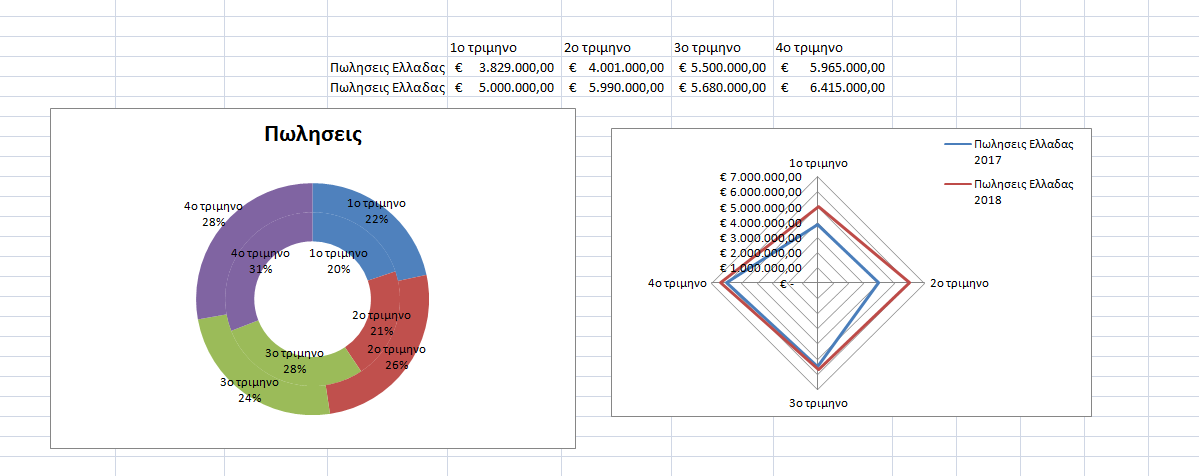 1ο τριμηνο 2ο τριμηνο 3ο τριμηνο 4ο τριμηνο
Πωλησεις Ελλαδας € 3.829.000,00 € 4.001.000,00 € 5.500.000,00 € 5.965.000,00
Πωλησεις Ελλαδας € 5.000.000,00 € 5.990.000,00 € 5.680.000,00 € 6.415.000,00
Πωλησεις
1ο τριμηνο
22%
2ο τριμηνο
26%
3ο τριμηνο
24%
4ο τριμηνο
28%
1ο τριμηνο
20%
2ο τριμηνο
21%
3ο τριμηνο
28%
4ο τριμηνο
31%
Πωλησεις Ελλαδας
2017
Πωλησεις Ελλαδας
2018
1ο τριμηνο
€ 7.000.000,00
€ 6.000.000,00
€ 5.000.000,00
€ 4.000.000,00
€ 3.000.000,00
€ 2.000.000,00
€ 1.000.000,00
€ -
4ο τριμηνο
2ο τριμηνο
3ο τριμηνο